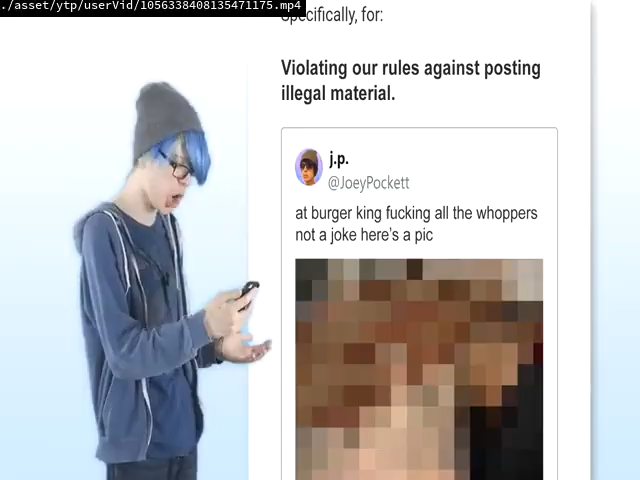 ./asset/ytp/userVid/1056338408135471175.mp4
Specifically, for:
Violating our rules against posting
illegal material.
j.p.
@JoeyPockett
at burger king fucking all the whoppers
not a joke here's a pic